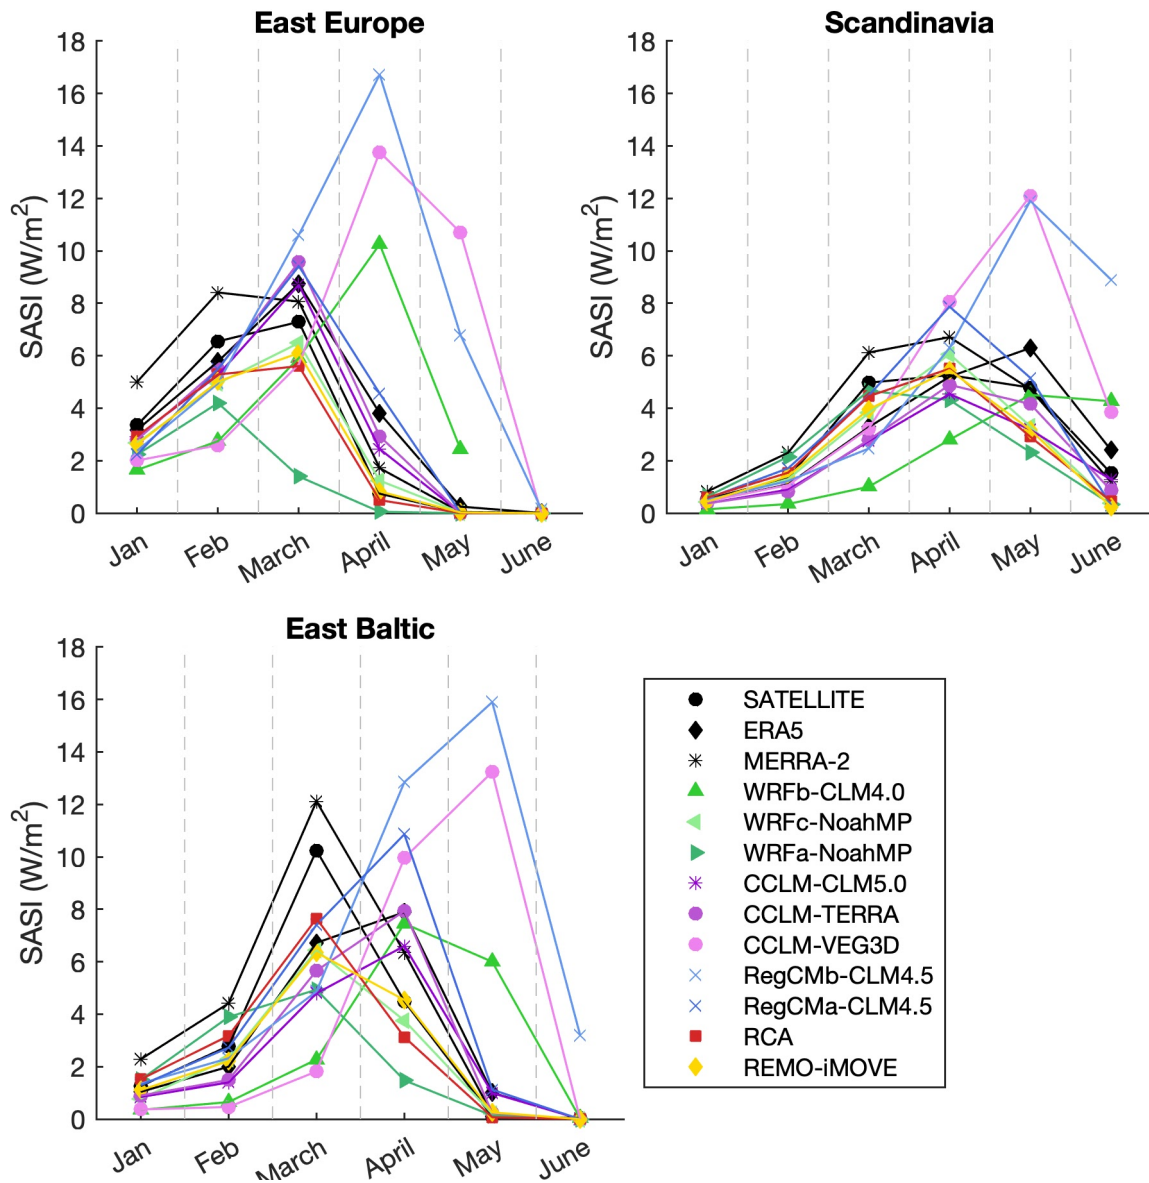 East Europe
18
16
14
12
10
8
6
4
2
0
SASI (W/m²)
Jan
Feb
March
April
May
June
Scandinavia
18
16
14
12
10
8
6
4
2
0
SASI (W/m²)
Jan
Feb
March
April
May
June
East Baltic
18
16
14
12
10
8
6
4
2
0
SASI (W/m²)
Jan
Feb
March
April
May
June
SATELLITE
ERA5
MERRA-2
WRFb-CLM4.0
WRFc-NoahMP
WRFa-NoahMP
CCLM-CLM5.0
CCLM-TERRA
CCLM-VEG3D
RegCMb-CLM4.5
RegCMa-CLM4.5
RCA
REMO-iMOVE